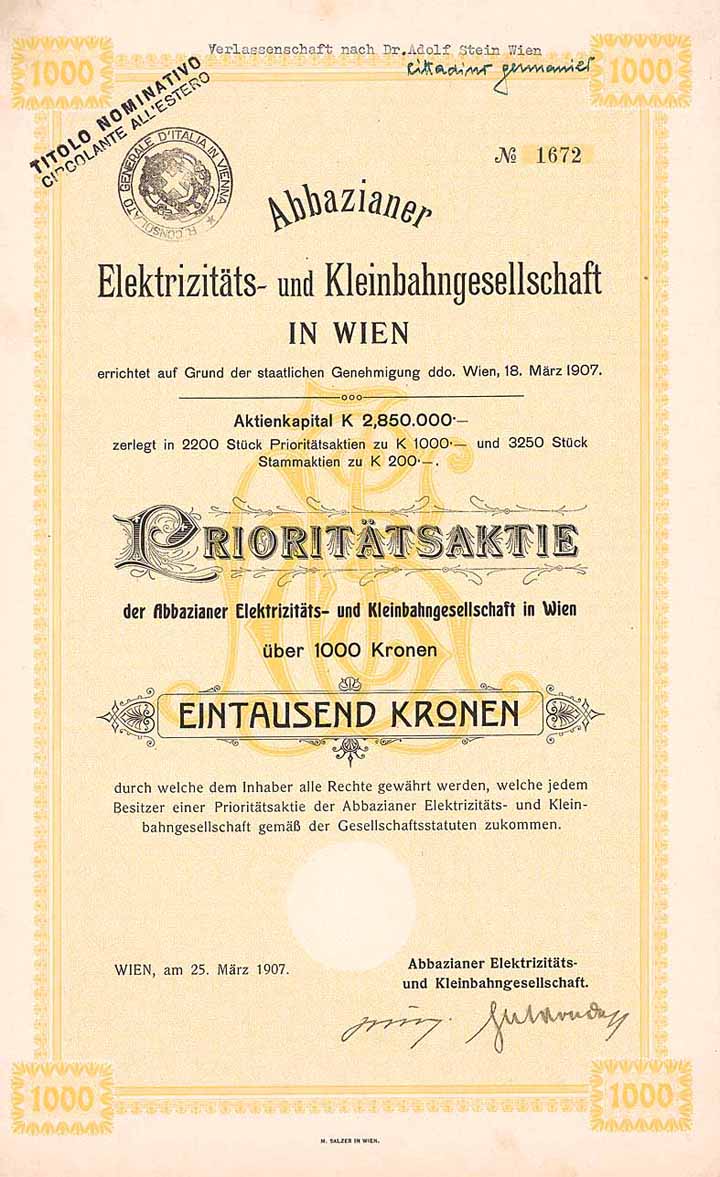 Verlassenschaft nach Dr.Adolf Stein Wien
cittadino germanico
1000
1000
TITOLO NOMINATIVO
CIRCOLANTE ALL'ESTERO
R. CONSOLATO GENERALE D'ITALIA IN VIENNA
№ 1672
Abbazianer
Elektrizitäts- und Kleinbahngesellschaft
IN WIEN
errichtet auf Grund der staatlichen Genehmigung ddo. Wien, 18. März 1907.
Aktienkapital K 2,850.000·—
zerlegt in 2200 Stück Prioritätsaktien zu K 1000·— und 3250 Stück
Stammaktien zu K 200·—.
PRIORITÄTSAKTIE
der Abbazianer Elektrizitäts- und Kleinbahngesellschaft in Wien
über 1000 Kronen
EINTAUSEND KRONEN
durch welche dem Inhaber alle Rechte gewährt werden, welche jedem
Besitzer einer Prioritätsaktie der Abbazianer Elektrizitäts- und Klein-
bahngesellschaft gemäß der Gesellschaftsstatuten zukommen.
WIEN, am 25. März 1907.
Abbazianer Elektrizitäts-
und Kleinbahngesellschaft.
1000
1000
M. SALZER IN WIEN.